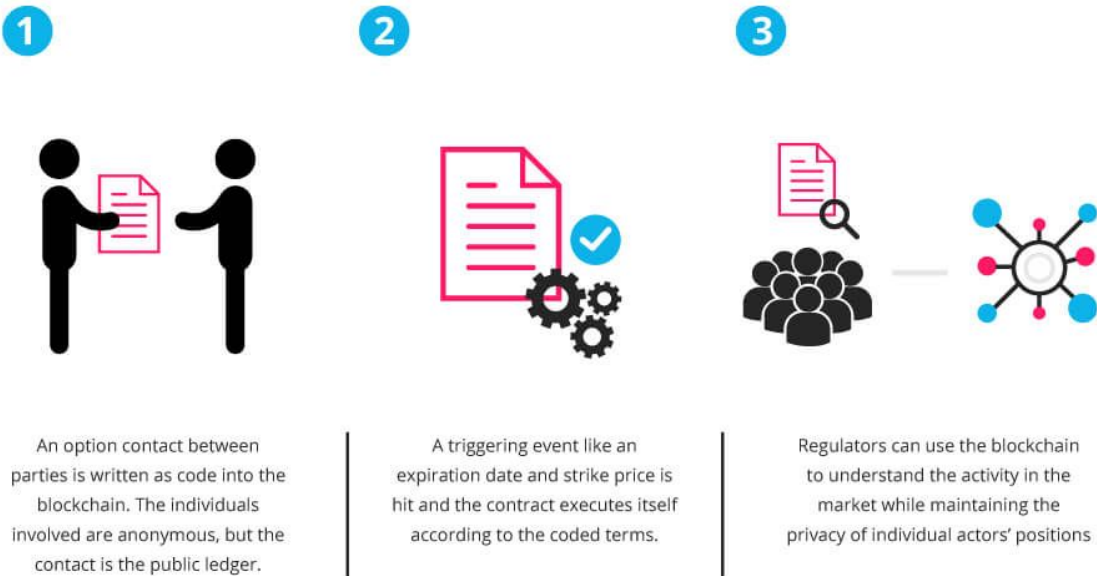 1
2
3
An option contact between
parties is written as code into the
blockchain. The individuals
involved are anonymous, but the
contact is the public ledger.
A triggering event like an
expiration date and strike price is
hit and the contract executes itself
according to the coded terms.
Regulators can use the blockchain
to understand the activity in the
market while maintaining the
privacy of individual actors' positions